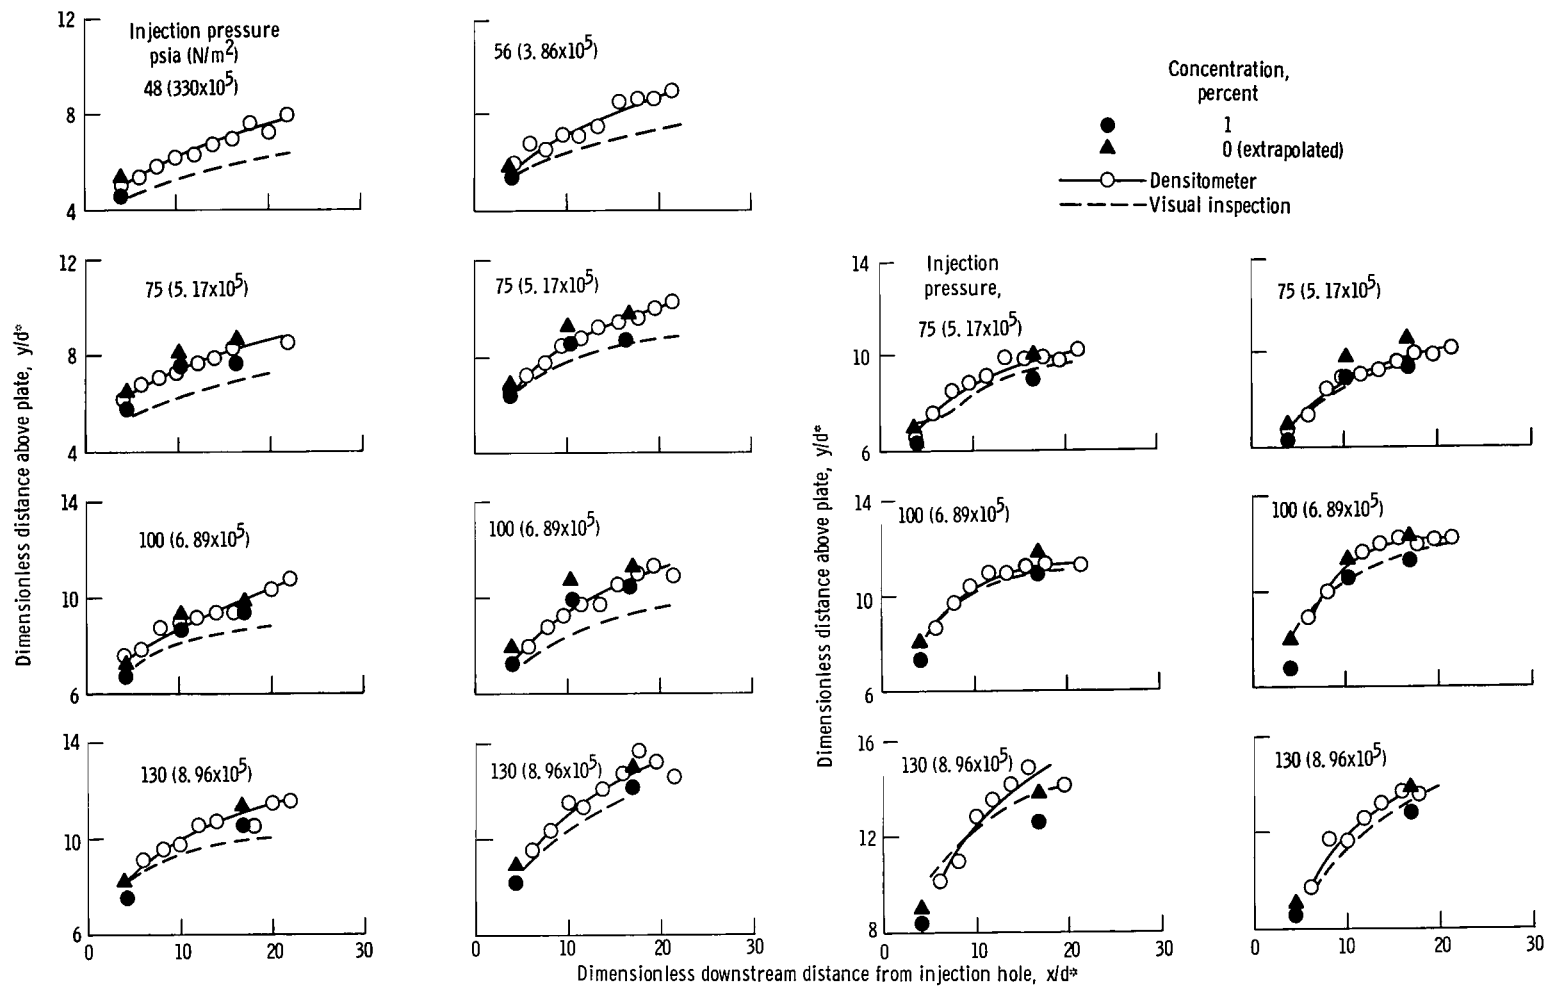 12
8
4
Injection pressure
psia (N/m2)
48 (330x105)
56 (3.86x105)
Concentration,
percent
1
0 (extrapolated)
Densitometer
Visual inspection
12
8
4
75 (5.17x105)
75 (5.17x105)
14
10
6
Injection
pressure,
75 (5.17x105)
75 (5.17x105)
Dimensionless distance above plate, y/d*
14
10
6
100 (6.89x105)
100 (6.89x105)
Dimensionless distance above plate, y/d*
14
10
6
100 (6.89x105)
100 (6.89x105)
14
10
6
130 (8.96x105)
0 10 20 30
130 (8.96x105)
0 10 20 30
16
12
8
130 (8.96x105)
0 10 20 30
130 (8.96x105)
0 10 20 30
Dimensionless downstream distance from injection hole, x/d*